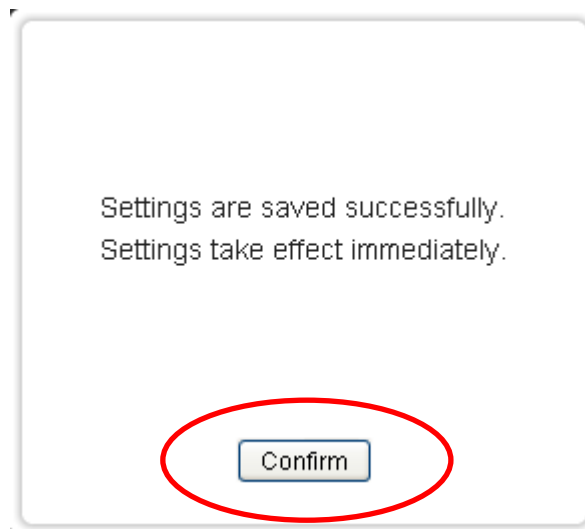 Settings are saved successfully.
Settings take effect immediately.
Confirm